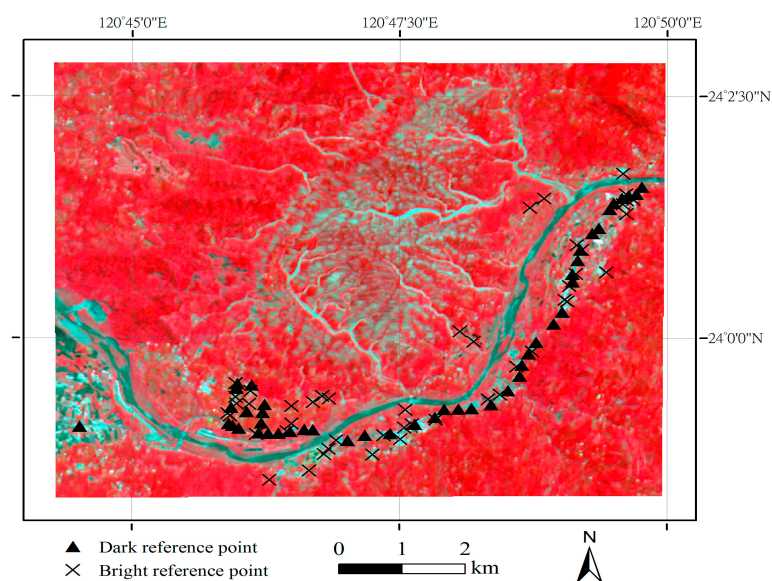 120°45'0"E 120°47'30"E 120°50'0"E
24°2'30"N
24°0'0"N
Dark reference point
Bright reference point
0 1 2
km
N